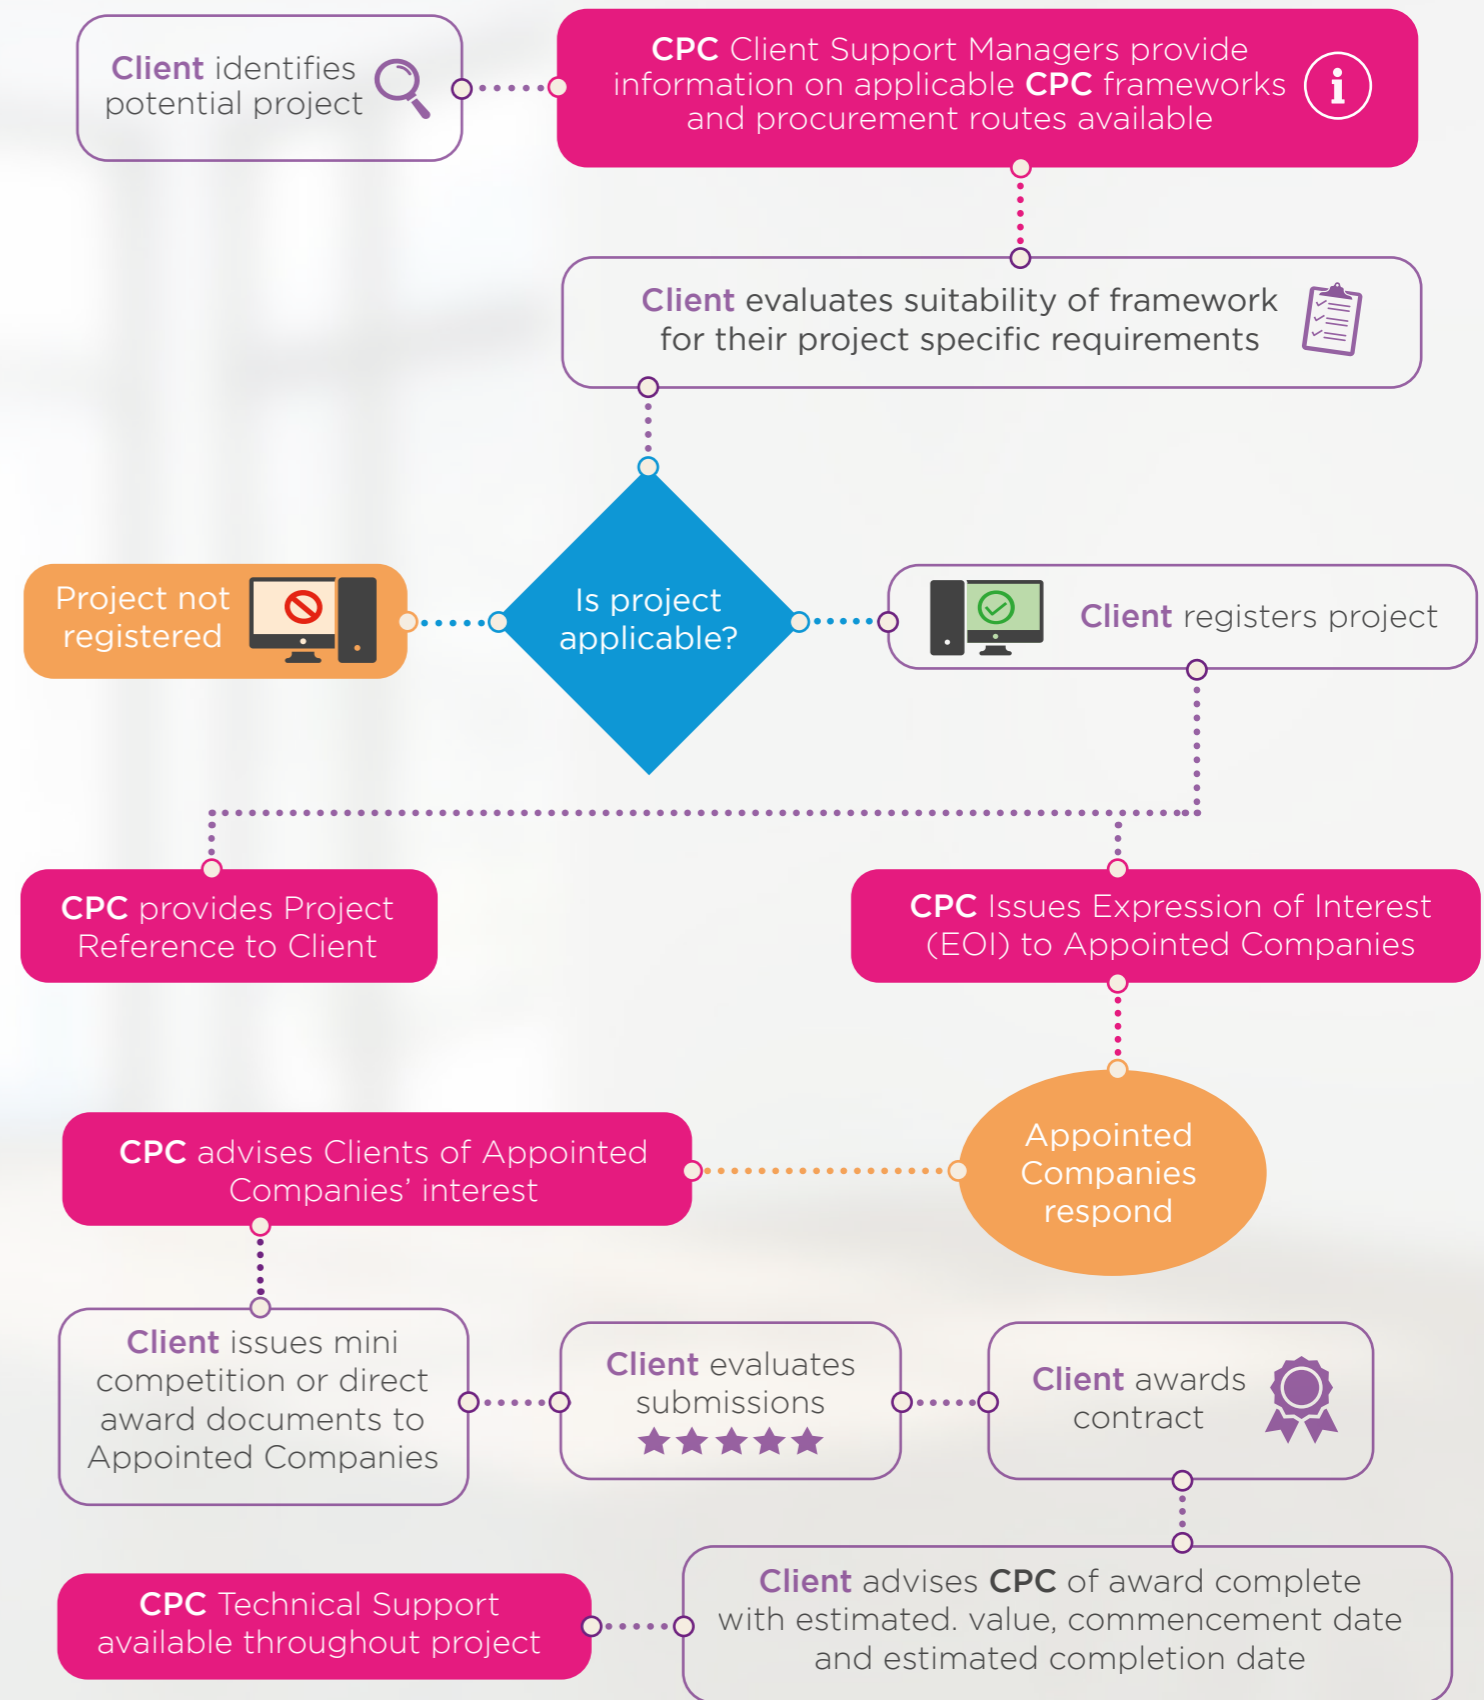 Client identifies
potential project
CPC Client Support Managers provide
information on applicable CPC frameworks
and procurement routes available
Client evaluates suitability of framework
for their project specific requirements
Project not
registered
Is project
applicable?
Client registers project
CPC provides Project
Reference to Client
CPC Issues Expression of Interest
(EOI) to Appointed Companies
CPC advises Clients of Appointed
Companies’ interest
Appointed
Companies
respond
Client issues mini
competition or direct
award documents to
Appointed Companies
Client evaluates
submissions
Client awards
contract
CPC Technical Support
available throughout project
Client advises CPC of award complete
with estimated. value, commencement date
and estimated completion date